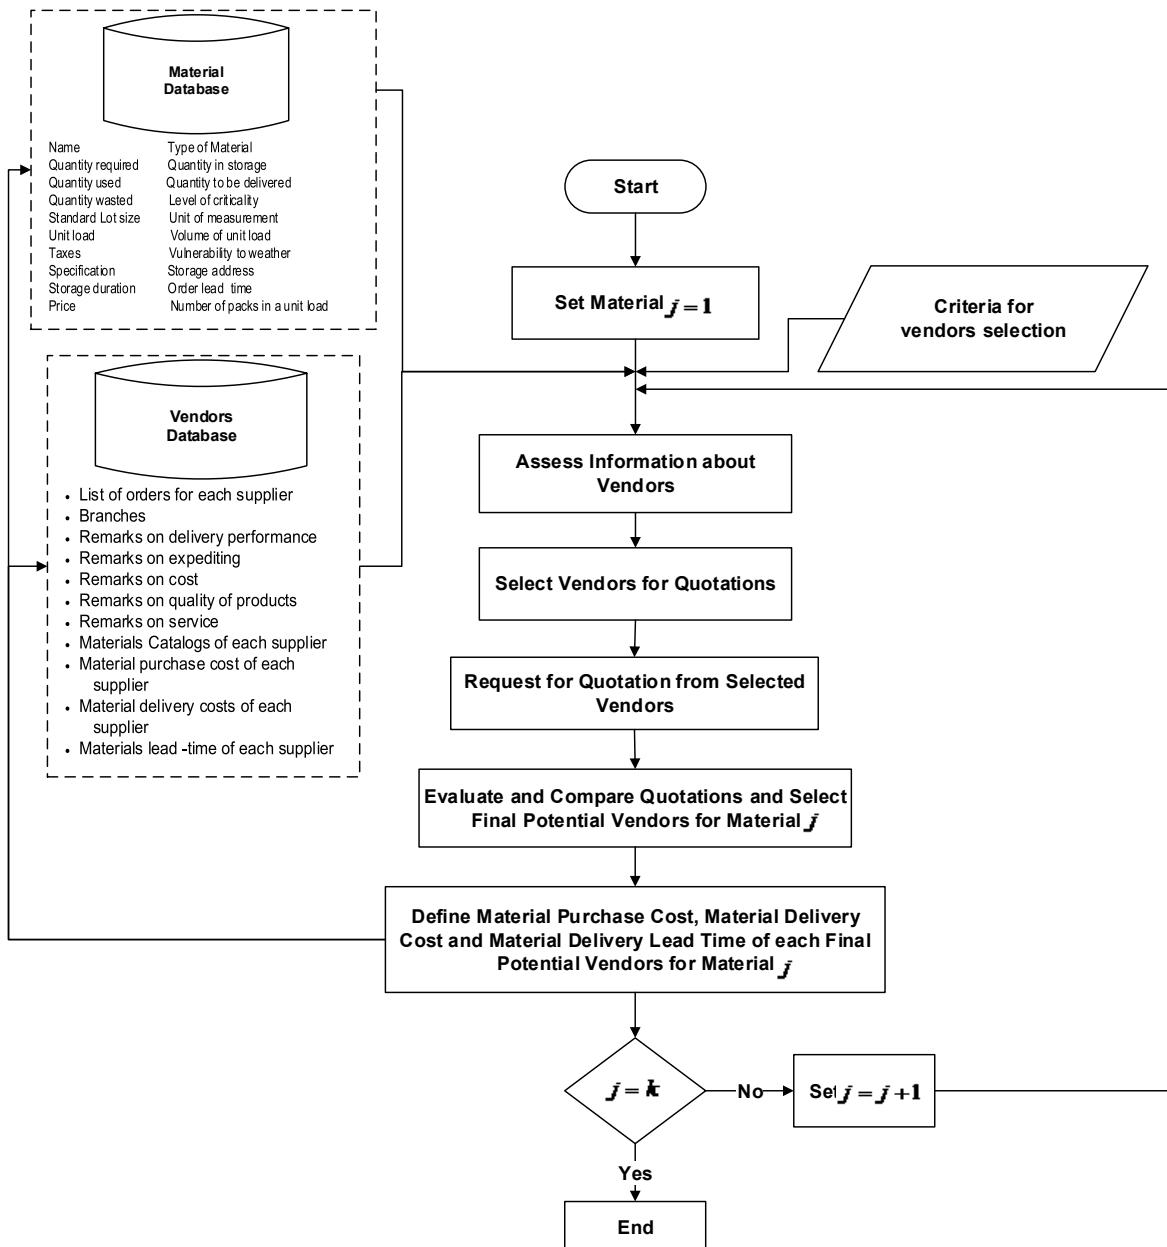 Material
Database
Name Type of Material
Quantity required Quantity in storage
Quantity used Quantity to be delivered
Quantity wasted Level of criticality
Standard Lot size Unit of measurement
Unit load Volume of unit load
Taxes Vulnerability to weather
Specification Storage address
Storage duration Order lead time
Price Number of packs in a unit load
Vendors
Database
• List of orders for each supplier
• Branches
• Remarks on delivery performance
• Remarks on expediting
• Remarks on cost
• Remarks on quality of products
• Remarks on service
• Materials Catalogs of each supplier
• Material purchase cost of each
supplier
• Material delivery costs of each
supplier
• Materials lead -time of each supplier
Start
Set Material j = 1
Criteria for
vendors selection
Assess Information about
Vendors
Select Vendors for Quotations
Request for Quotation from Selected
Vendors
Evaluate and Compare Quotations and Select
Final Potential Vendors for Material j
Define Material Purchase Cost, Material Delivery
Cost and Material Delivery Lead Time of each Final
Potential Vendors for Material j
j = k
No
Set j = j + 1
Yes
End